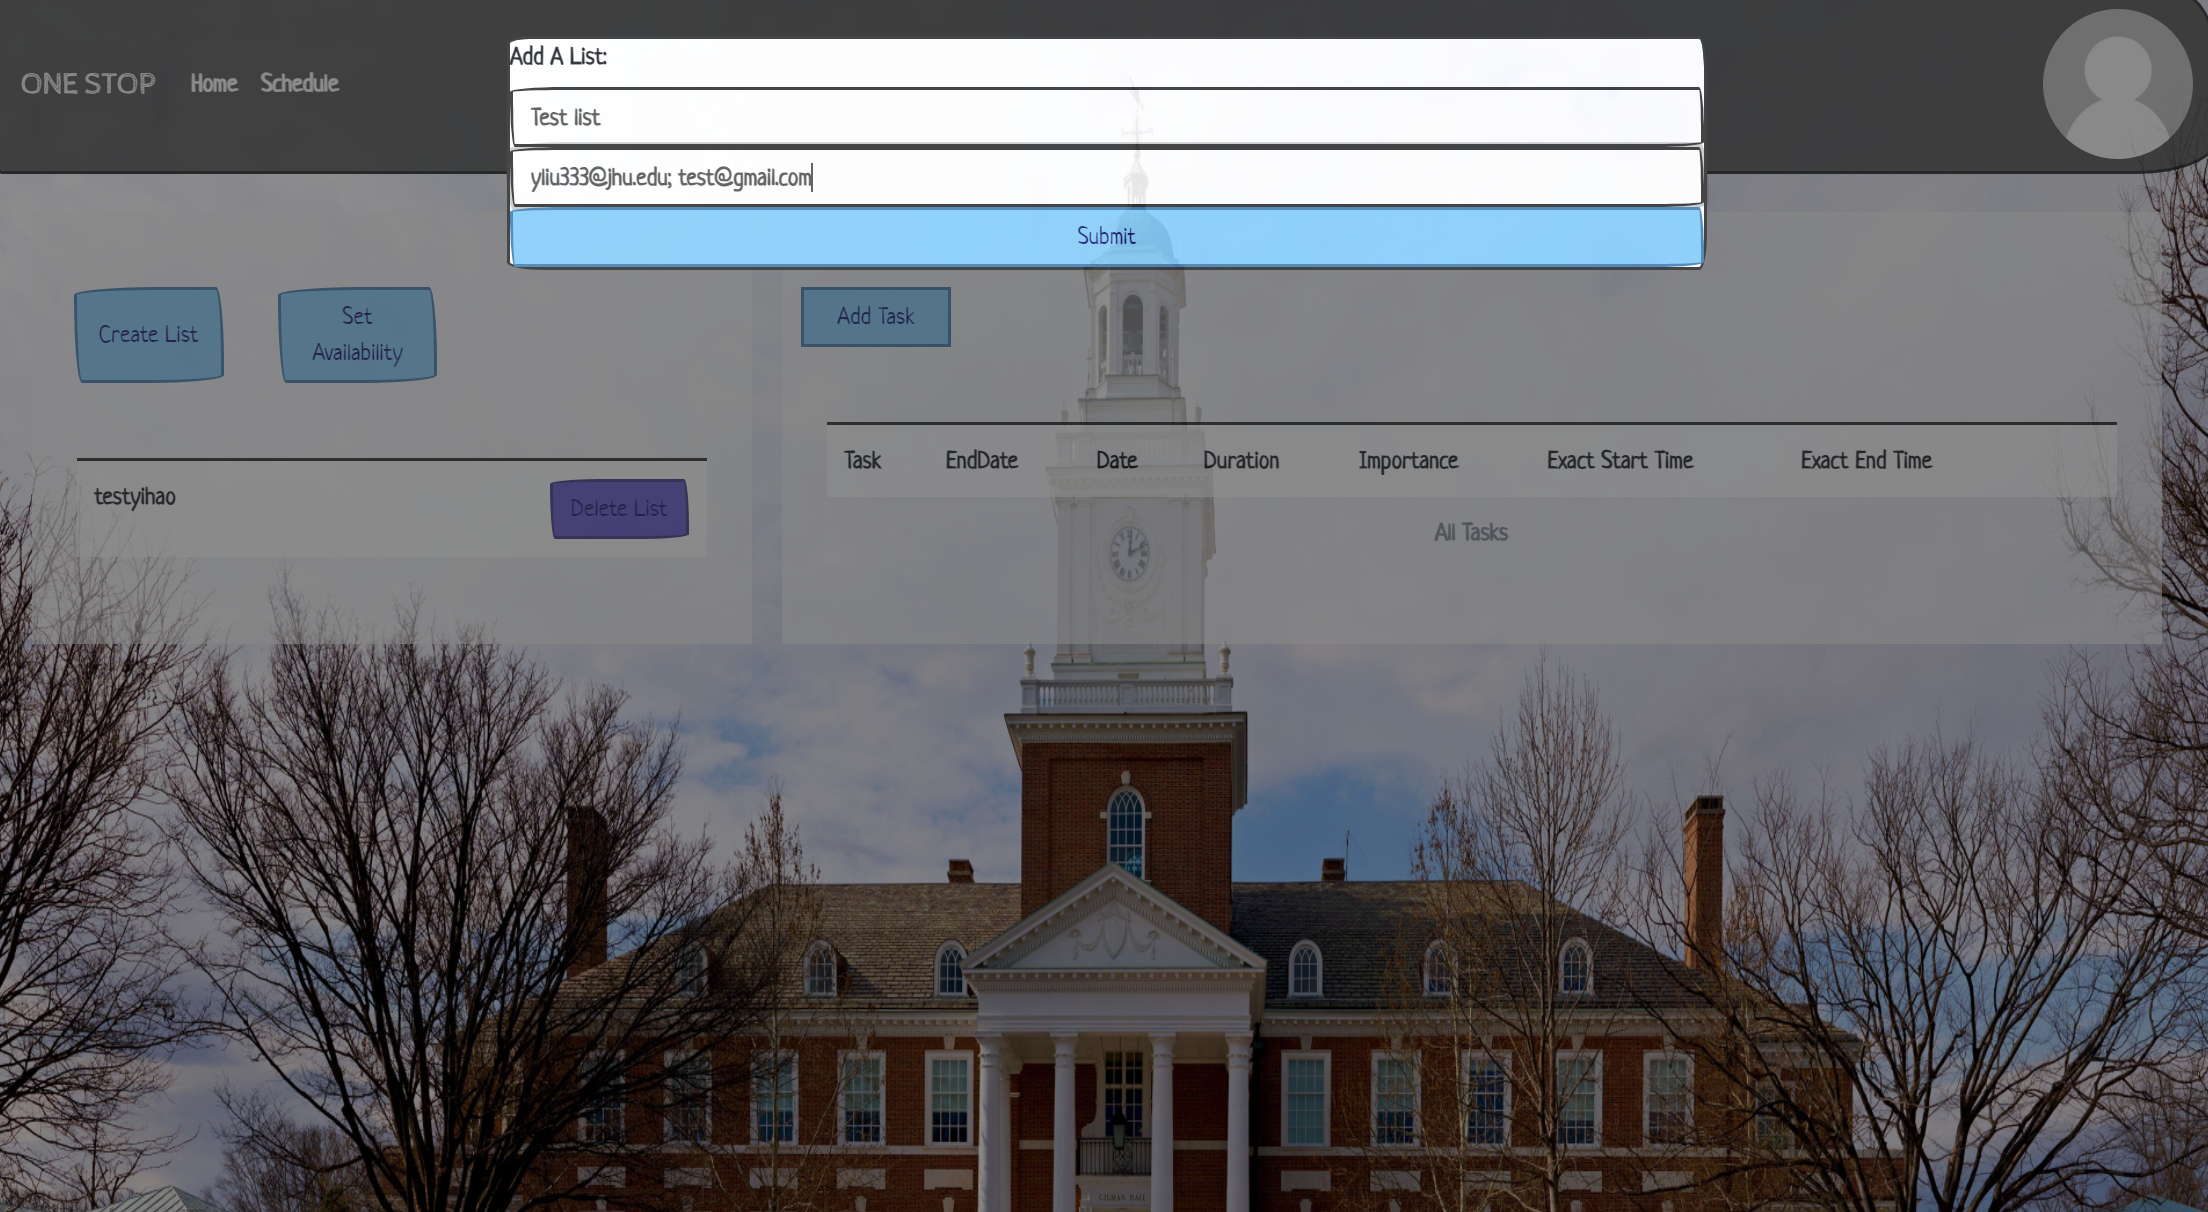 ONE STOP
Home
Schedule
Add A List:
Test list
yliu333@jhu.edu; test@gmail.com
Submit
Create List
Set
Availability
testyihao
Delete List
Add Task
Task EndDate Date Duration Importance Exact Start Time Exact End Time
All Tasks
GILMAN HALL